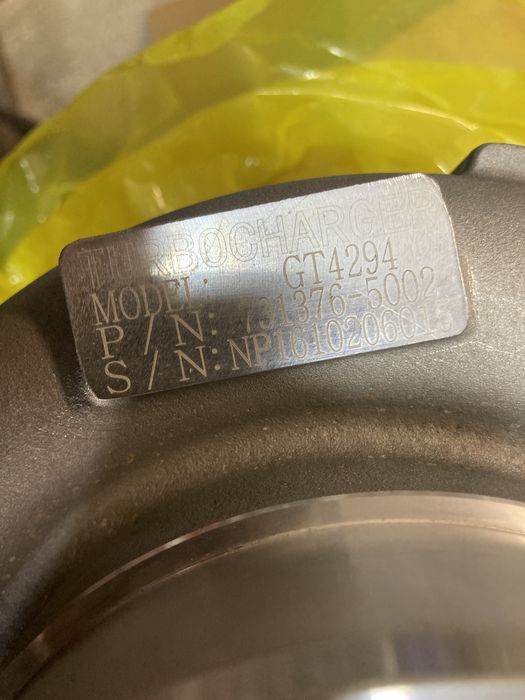 TURBOCHARGER
MODEL: GT4294
P/N: 731376-5002
S/N: NP1610206015